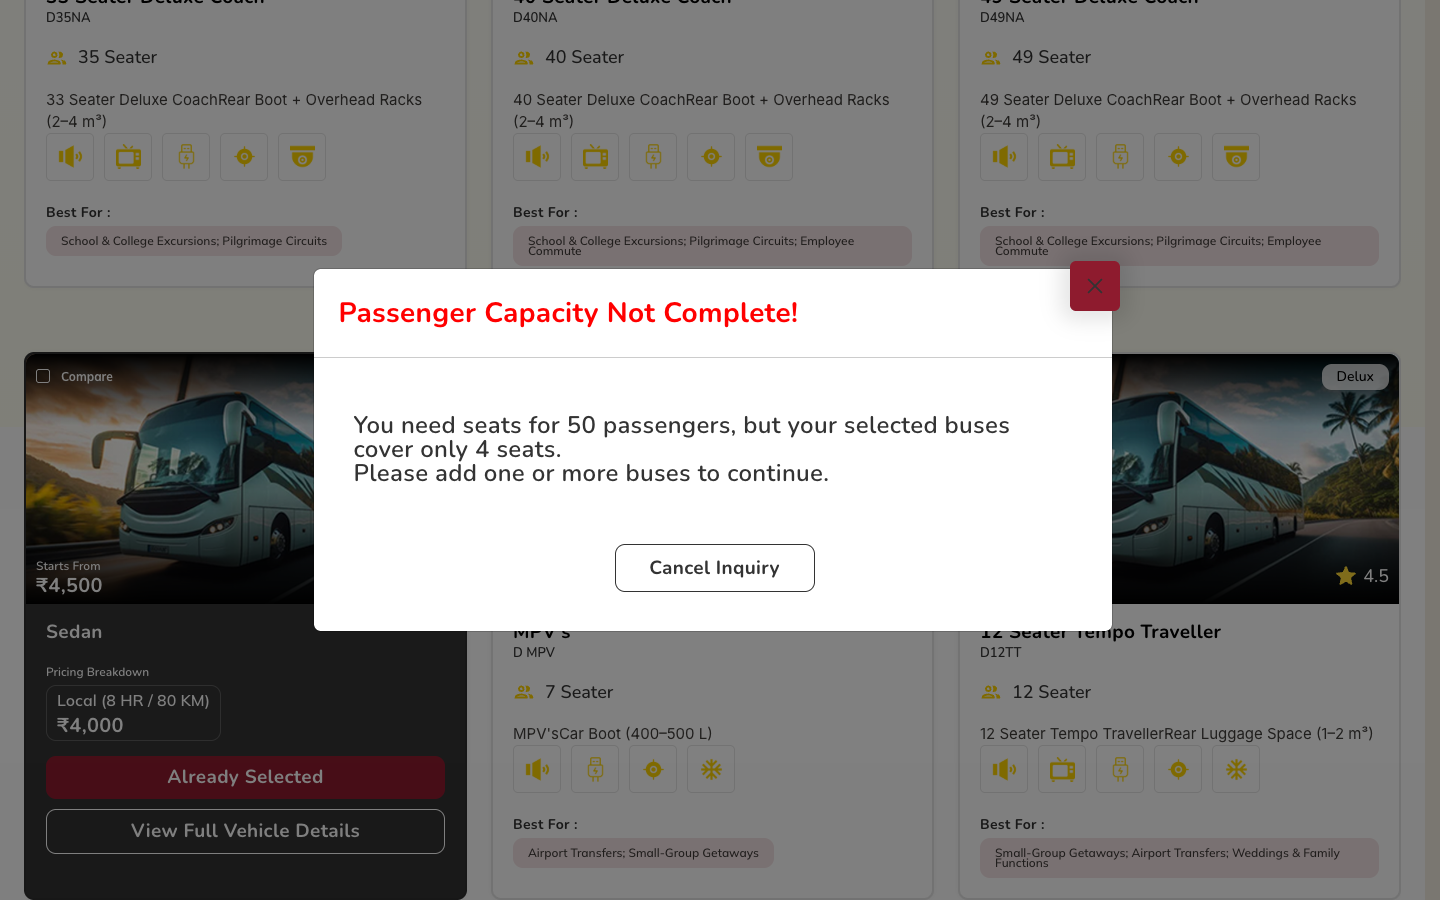 D35NA
35 Seater
33 Seater Deluxe CoachRear Boot + Overhead Racks
(2–4 m³)
Best For :
School & College Excursions; Pilgrimage Circuits
D40NA
40 Seater
40 Seater Deluxe CoachRear Boot + Overhead Racks
(2–4 m³)
Best For :
School & College Excursions; Pilgrimage Circuits; Employee
Commute
D49NA
49 Seater
49 Seater Deluxe CoachRear Boot + Overhead Racks
(2–4 m³)
Best For :
School & College Excursions; Pilgrimage Circuits; Employee
Commute
Passenger Capacity Not Complete!
You need seats for 50 passengers, but your selected buses
cover only 4 seats.
Please add one or more buses to continue.
Cancel Inquiry
Compare
Starts From
₹4,500
Sedan
Pricing Breakdown
Local (8 HR / 80 KM)
₹4,000
Already Selected
View Full Vehicle Details
MPV's
D MPV
7 Seater
MPV'sCar Boot (400–500 L)
Best For :
Airport Transfers; Small-Group Getaways
Delux
4.5
12 Seater Tempo Traveller
D12TT
12 Seater
12 Seater Tempo TravellerRear Luggage Space (1–2 m³)
Best For :
Small-Group Getaways; Airport Transfers; Weddings & Family
Functions